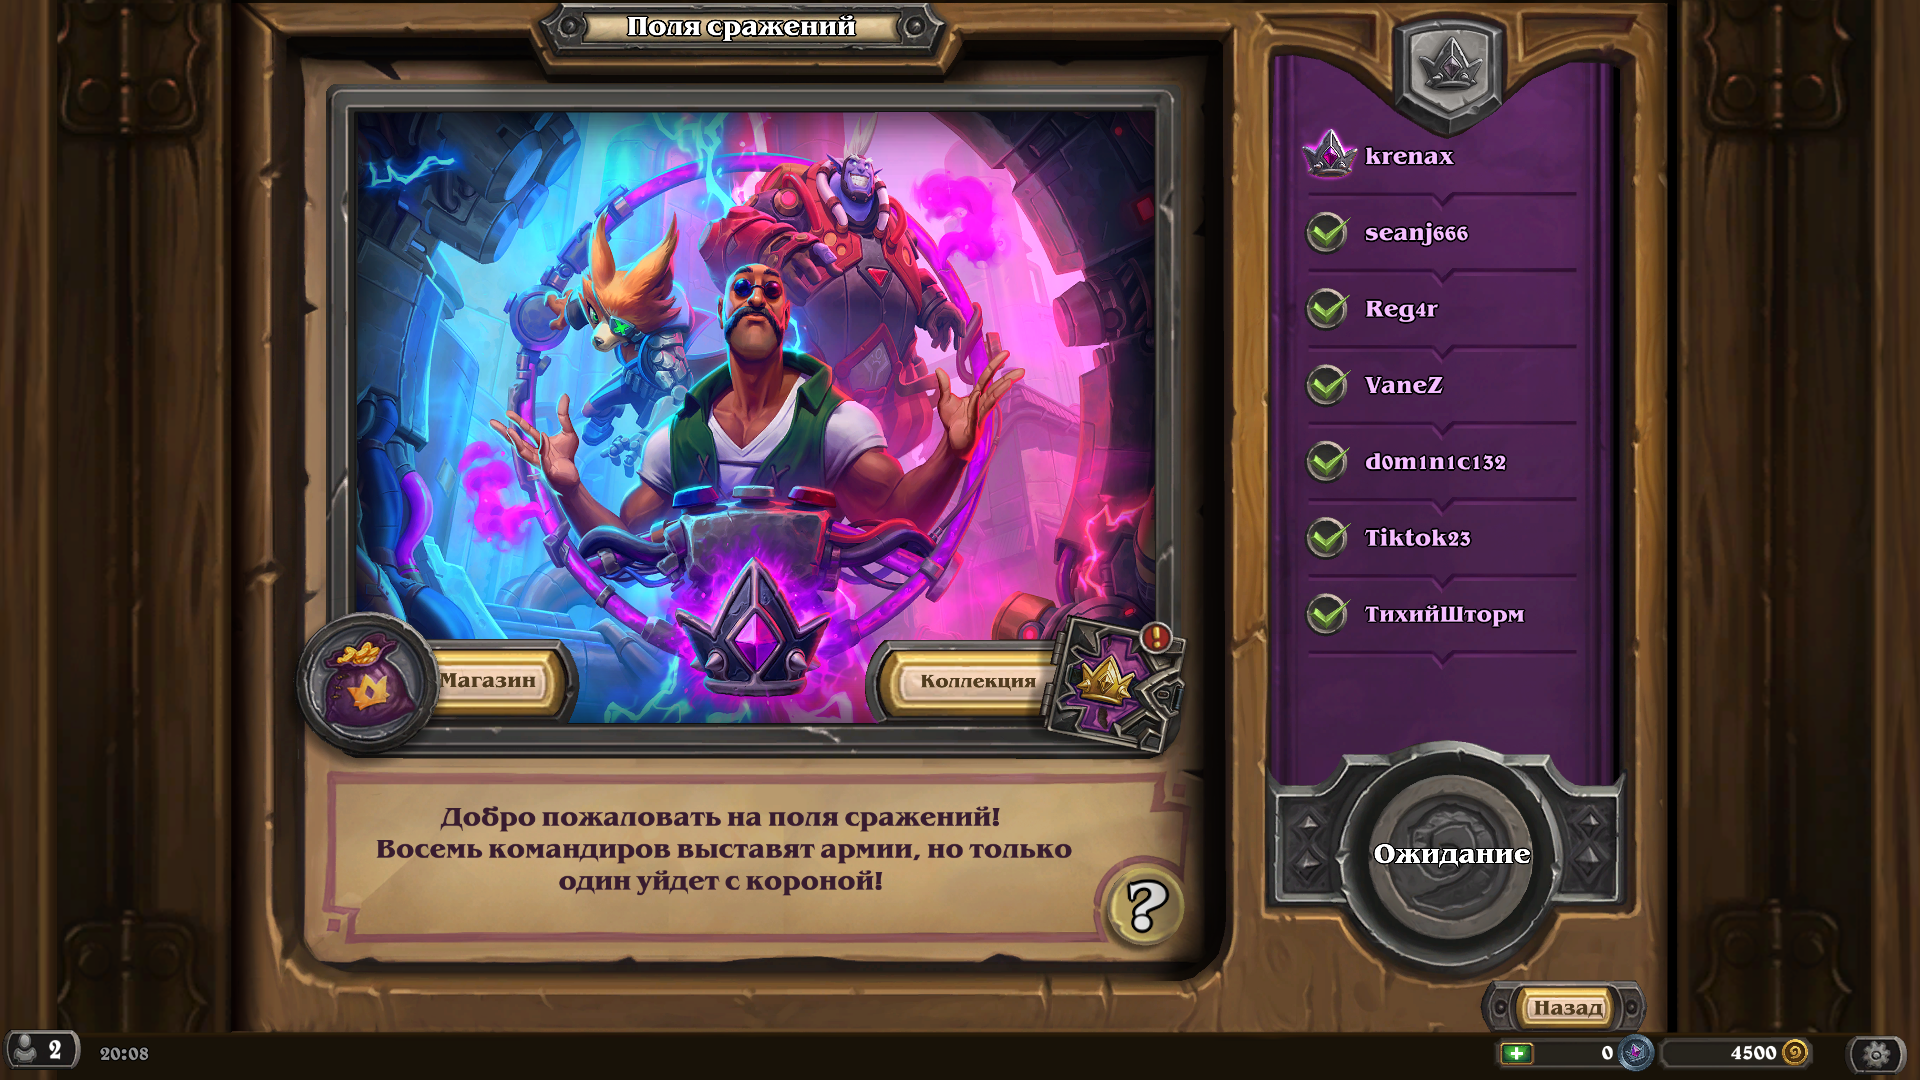 Поля сражений
krenax
seanj666
Reg4r
VaneZ
d0m1n1c132
Tiktok23
ТихийШторм
Магазин
Коллекция
!
Добро пожаловать на поля сражений!
Восемь командиров выставят армии, но только
один уйдет с короной!
?
Ожидание
Назад
2
20:08
0
4500